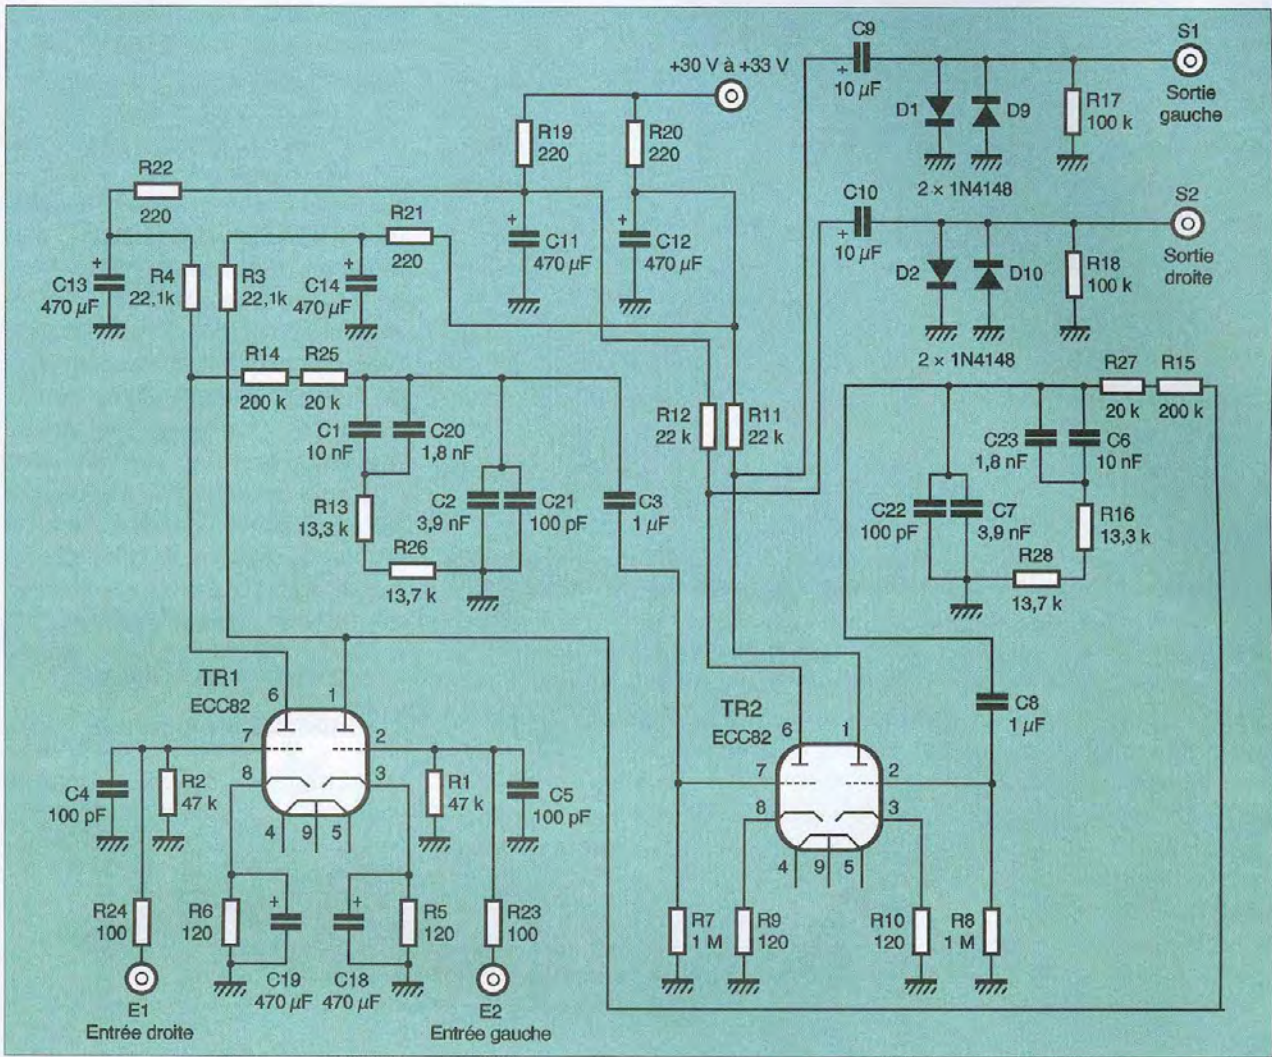 C9
+
10 µF
S1
Sortie
gauche
D1
D9
R17
100 k
2 × 1N4148
+30 V à +33 V
R19
220
R20
220
C10
+
10 µF
S2
Sortie
droite
D2
D10
R18
100 k
2 × 1N4148
R22
220
R21
220
+
C13
470 µF
R4
22,1k
R3
22,1k
+
C14
470 µF
+
C11
470 µF
+
C12
470 µF
R14
200 k
R25
20 k
C1
10 nF
C20
1,8 nF
R13
13,3 k
R26
13,7 k
C2
3,9 nF
C21
100 pF
C3
1 µF
R12
22 k
R11
22 k
R27
20 k
R15
200 k
C23
1,8 nF
C6
10 nF
C22
100 pF
C7
3,9 nF
R16
13,3 k
R28
13,7 k
C8
1 µF
TR1
ECC82
6
1
7
2
8
3
4
9
5
C4
100 pF
R2
47 k
R1
47 k
C5
100 pF
R24
100
R6
120
+
C19
470 µF
+
C18
470 µF
R5
120
R23
100
E1
Entrée droite
E2
Entrée gauche
TR2
ECC82
6
1
7
2
8
3
4
9
5
R7
1 M
R9
120
R10
120
R8
1 M